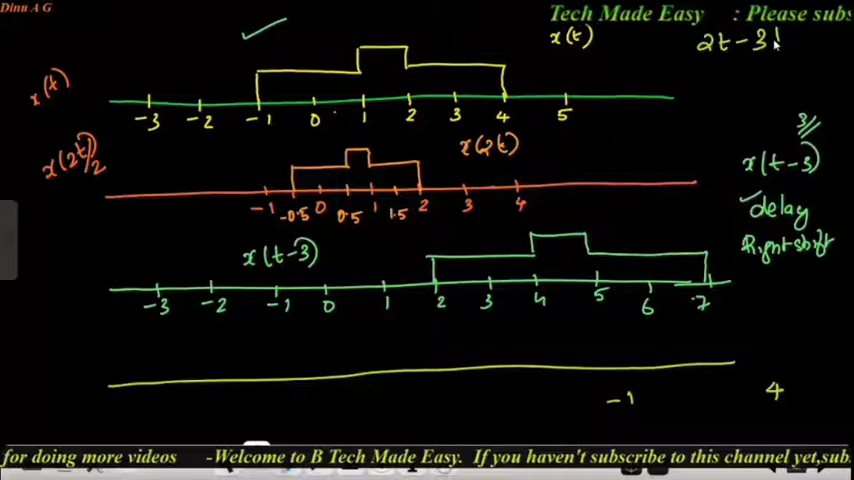 Dinu A G
Tech Made Easy : Please subs
x(t) 2t-3
x(t)
-3 -2 -1 0 1 2 3 4 5
3
x(2t) x(2t) x(t-3)
2
-1 -0.5 0 0.5 1 1.5 2 3 4
delay
x(t-3) Right shift
-3 -2 -1 0 1 2 3 4 5 6 7
-1 4
for doing more videos -Welcome to B Tech Made Easy. If you haven't subscribe to this channel yet,sub